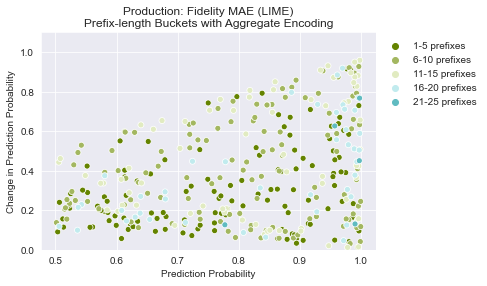 Production: Fidelity MAE (LIME)
Prefix-length Buckets with Aggregate Encoding
Change in Prediction Probability
1.0
0.8
0.6
0.4
0.2
0.0
0.5 0.6 0.7 0.8 0.9 1.0
Prediction Probability
1-5 prefixes
6-10 prefixes
11-15 prefixes
16-20 prefixes
21-25 prefixes